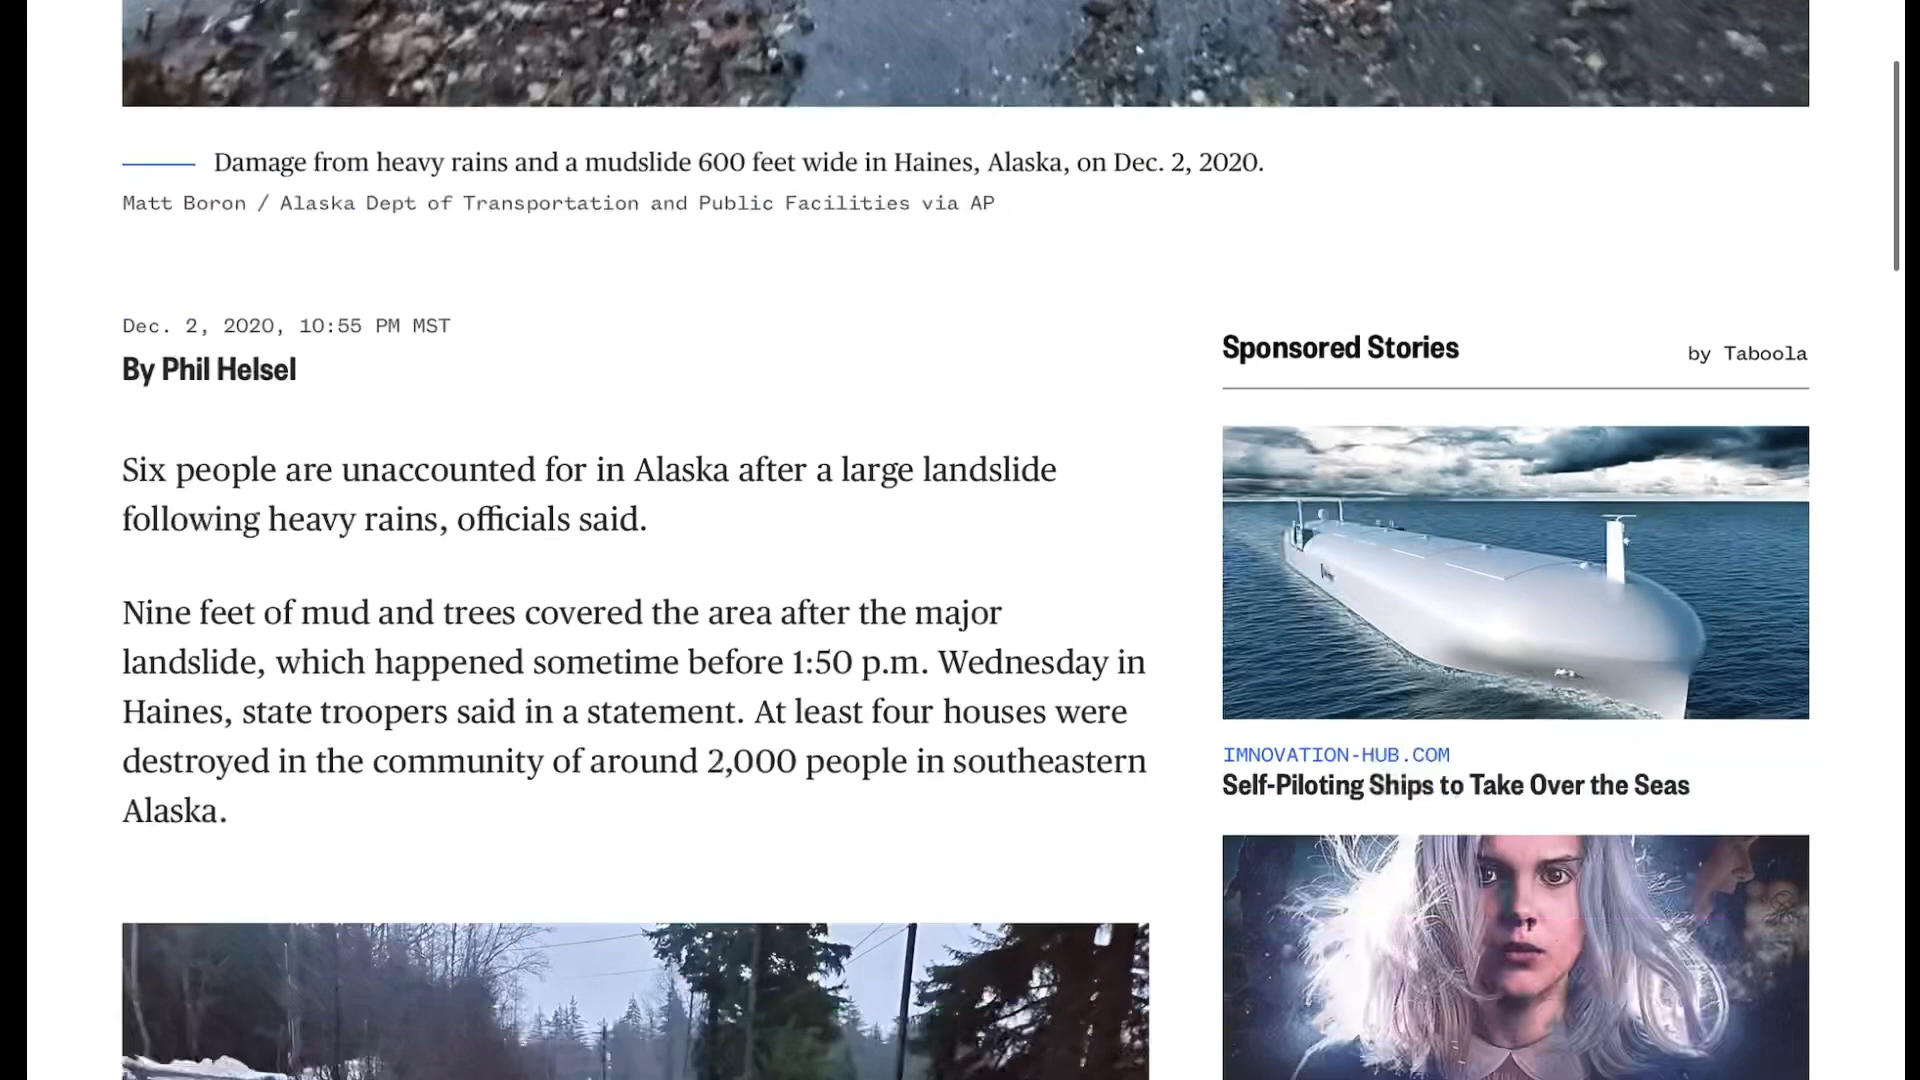 Damage from heavy rains and a mudslide 600 feet wide in Haines, Alaska, on Dec. 2, 2020.
Matt Boron / Alaska Dept of Transportation and Public Facilities via AP
Dec. 2, 2020, 10:55 PM MST
By Phil Helsel
Six people are unaccounted for in Alaska after a large landslide
following heavy rains, officials said.
Nine feet of mud and trees covered the area after the major
landslide, which happened sometime before 1:50 p.m. Wednesday in
Haines, state troopers said in a statement. At least four houses were
destroyed in the community of around 2,000 people in southeastern
Alaska.
Sponsored Stories
by Taboola
IMNOVATION-HUB.COM
Self-Piloting Ships to Take Over the Seas